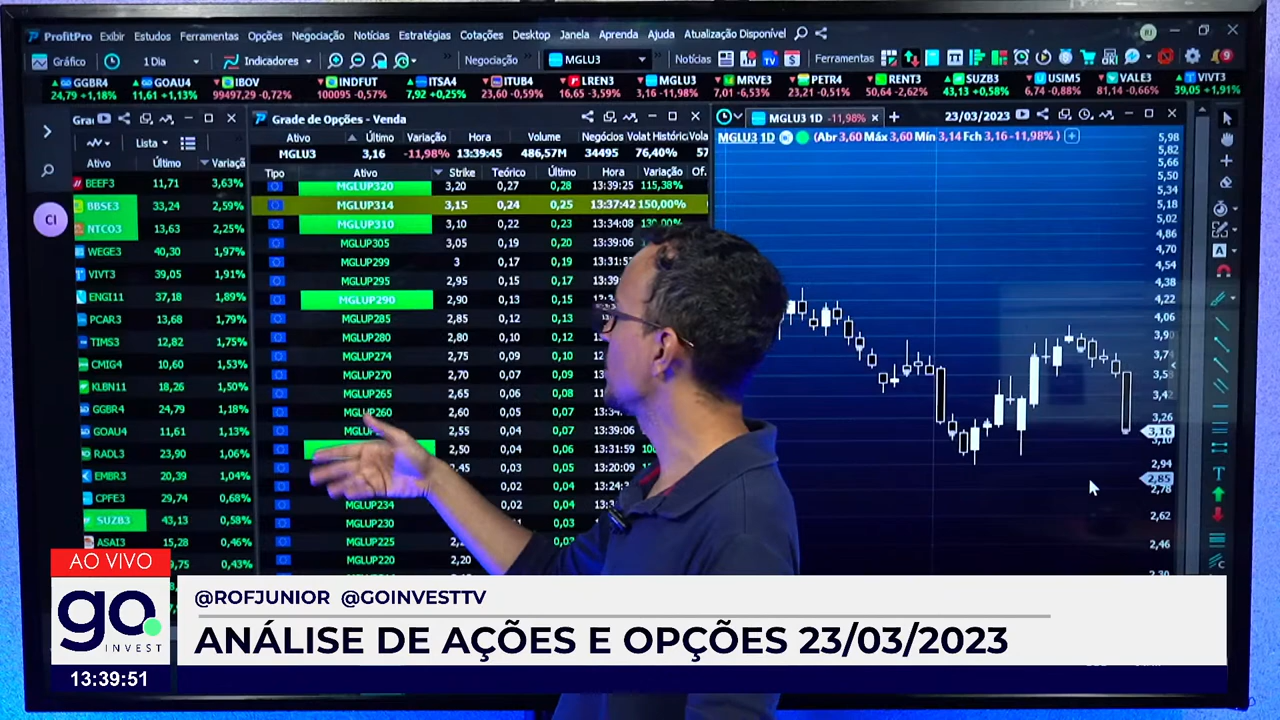 ProfitPro Exibir Estudos Ferramentas Opções Negociação Notícias Estratégias Cotações Desktop Janela Aprenda Ajuda Atualização Disponível
Gráfico 1 Dia Indicadores Negociação MGLU3 Notícias Ferramentas
GGBR4 GOAU4 IBOV INDFUT ITSA4 ITUB4 LREN3 MGLU3 MRVE3 PETR4 RENT3 SUZB3 USIM5 VALE3 VIVT3
24,79 +1,18% 11,61 +1,13% 99497,29 -0,72% 100095 -0,57% 7,92 +0,25% 23,60 -0,59% 16,65 -3,59% 3,16 -11,98% 7,01 -6,53% 23,21 -0,51% 50,64 -2,62% 43,13 +0,58% 6,74 -0,88% 81,14 -0,66% 39,05 +1,91%
Grade de Opções - Venda
MGLU3 1D -11,98%
23/03/2023
Lista
Ativo Último Variação Hora Volume Negócios
MGLU3 3,16 -11,98% 13:39:45 486,57M 34495 76,40% 57
MGLU3 1D (Abr 3,60 Máx 3,60 Mín 3,14 Fch 3,16 -11,98%)
Ativo Último
Tipo Ativo Strike Teórico Último Hora Variação Of.
BEEF3 11,71 3,63%
BBSE3 33,24 2,59%
NTCO3 13,63 2,25%
WEGE3 40,30 1,97%
VIVT3 39,05 1,91%
ENGI11 37,18 1,89%
PCAR3 13,68 1,79%
TIMS3 12,82 1,75%
CMIG4 10,60 1,53%
KLBN11 18,26 1,50%
GGBR4 24,79 1,18%
GOAU4 11,61 1,13%
RADL3 23,90 1,06%
EMBR3 20,39 1,04%
CPFE3 29,74 0,68%
SUZB3 43,13 0,58%
ASAI3 15,28 0,46%
0,43%
CI
MGLUP320 3,20 0,27 0,28 13:39:25 115,38%
MGLUP314 3,15 0,24 0,25 13:37:42 150,00%
MGLUP310 3,10 0,22 0,23 13:34:08 130,00%
MGLUP305 3,05 0,19 0,20 13:39:06
MGLUP299 3 0,17 0,19
MGLUP295 2,95 0,15 0,17
MGLUP290 2,90 0,13 0,15
MGLUP285 2,85 0,12 0,13
MGLUP280 2,80 0,10 0,12
MGLUP274 2,75 0,09 0,10
MGLUP270 2,70 0,07 0,09
MGLUP265 2,65 0,06 0,08
MGLUP260 2,60 0,05 0,07
2,55 0,04 0,07 13:39:06
2,50 0,04 0,06 13:31:59
0,03 0,05 13:20:09
0,02 0,04
MGLUP234 0,02 0,04
MGLUP230 0,03
MGLUP225
MGLUP220 2,20
5,98
5,82
5,66
5,50
5,34
5,18
5,02
4,86
4,70
4,54
4,38
4,22
4,06
3,90
3,42
3,26
3,16
3,10
2,94
2,85
2,78
2,62
2,46
2,30
AO VIVO
go.
INVEST
13:39:51
@ROFJUNIOR @GOINVESTTV
ANÁLISE DE AÇÕES E OPÇÕES 23/03/2023